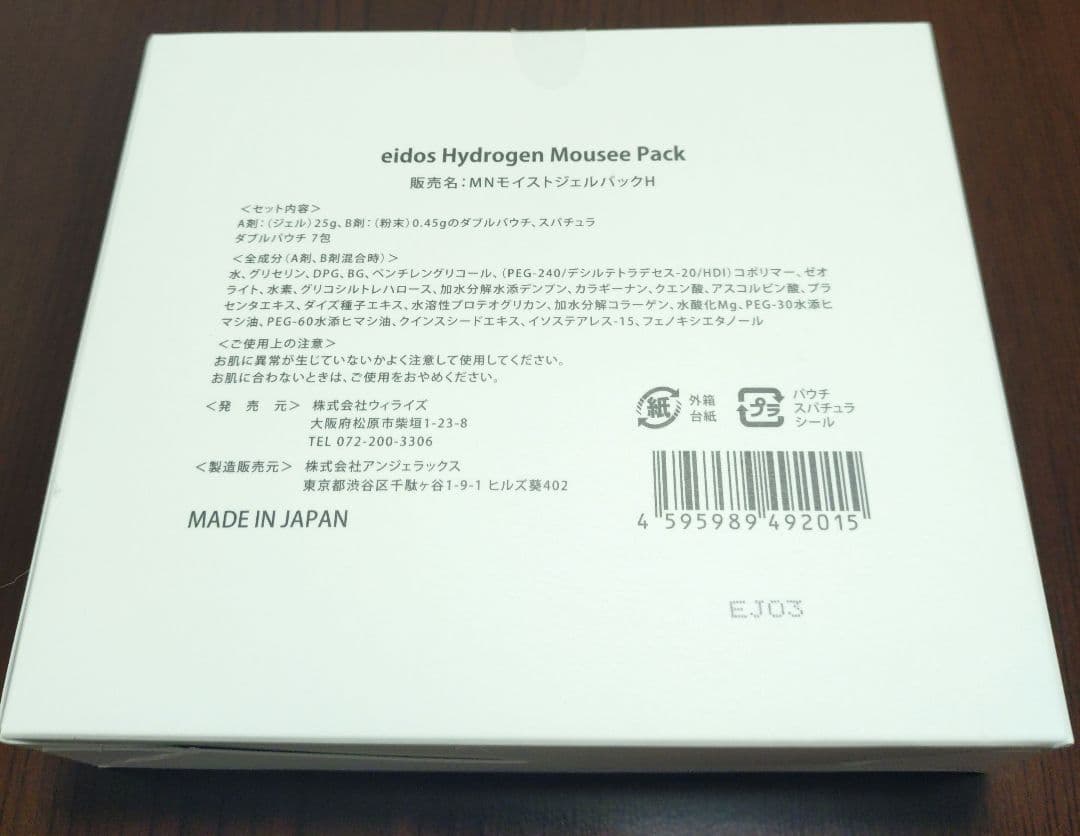 eidos Hydrogen Mousee Pack
販売名：MNモイストジェルパックH
＜セット内容＞
A剤：（ジェル）25g、B剤：（粉末）0.45gのダブルパウチ、スパチュラ
ダブルパウチ 7包
＜全成分（A剤、B剤混合時）＞
水、グリセリン、DPG、BG、ペンチレングリコール、（PEG-240/デシルテトラデセス-20/HDI）コポリマー、ゼオ
ライト、水素、グリコシルトレハロース、加水分解水添デンプン、カラギーナン、クエン酸、アスコルビン酸、プラ
センタエキス、ダイズ種子エキス、水溶性プロテオグリカン、加水分解コラーゲン、水酸化Mg、PEG-30水添ヒ
マシ油、PEG-60水添ヒマシ油、クインスシードエキス、イソステアレス-15、フェノキシエタノール
＜ご使用上の注意＞
お肌に異常が生じていないかよく注意して使用してください。
お肌に合わないときは、ご使用をおやめください。
＜発 売 元＞ 株式会社ウィライズ
大阪府松原市柴垣1-23-8
TEL 072-200-3306
＜製造販売元＞ 株式会社アンジェラックス
東京都渋谷区千駄ヶ谷1-9-1 ヒルズ葵402
MADE IN JAPAN
紙 外箱
台紙
プラ パウチ
スパチュラ
シール
4 595989 492015
EJ03